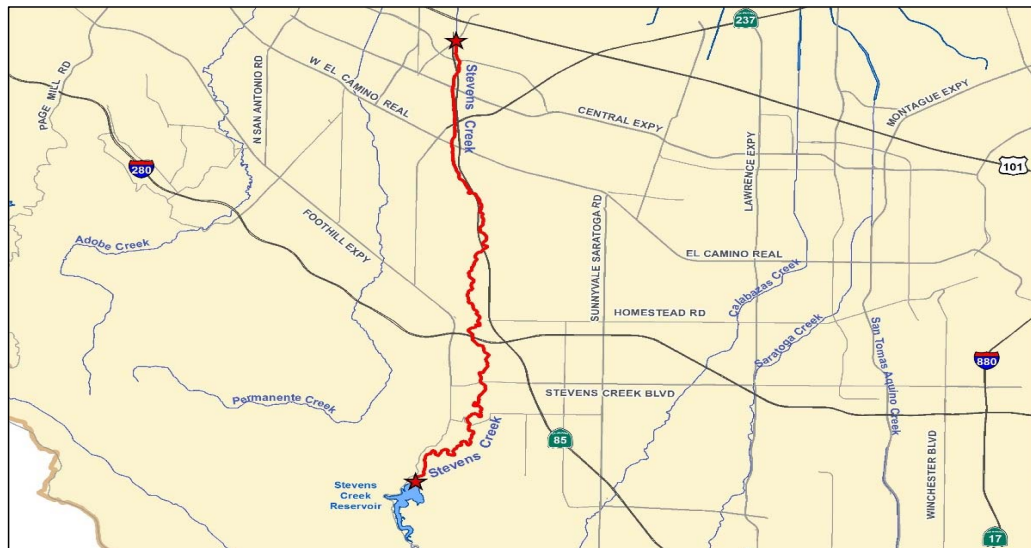 237
PAGE MILL RD
N SAN ANTONIO RD
W EL CAMINO REAL
Stevens Creek
CENTRAL EXPY
MONTAGUE EXPY
LAWRENCE EXPY
101
280
FOOTHILL EXPY
SUNNYVALE SARATOGA RD
Adobe Creek
EL CAMINO REAL
Calabazas Creek
HOMESTEAD RD
Saratoga Creek
San Tomas Aquino Creek
880
STEVENS CREEK BLVD
Permanente Creek
WINCHESTER BLVD
85
Stevens Creek
Stevens
Creek
Reservoir
17